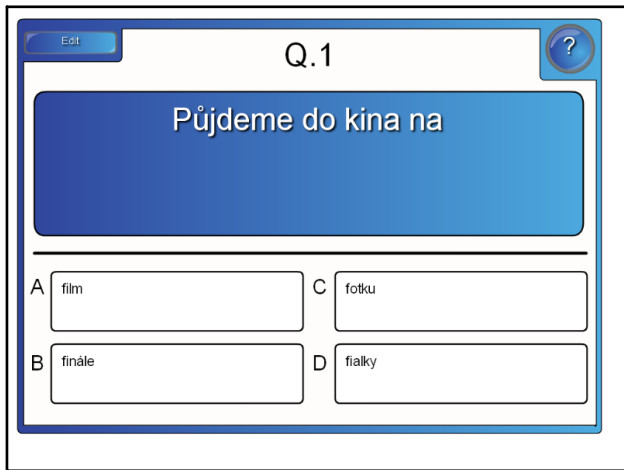 Edit
Q.1
?
Půjdeme do kina na
A film
C fotku
B finále
D fialky